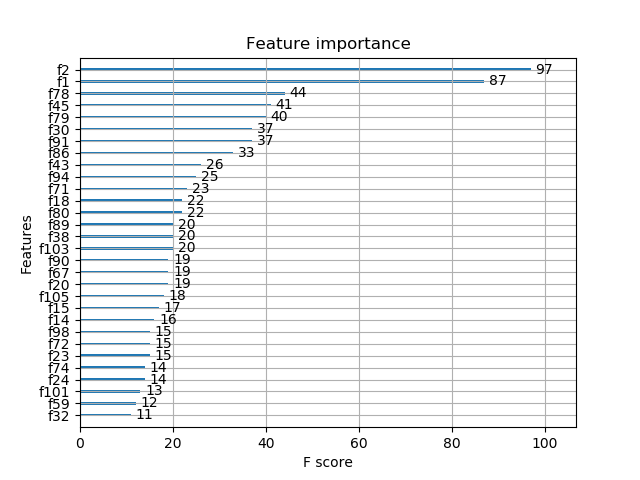 Feature importance
f2 97
f1 87
f78 44
f45 41
f79 40
f30 37
f91 37
f86 33
f43 26
f94 25
f71 23
f18 22
f80 22
f89 20
f38 20
f103 20
f90 19
f67 19
f20 19
f105 18
f15 17
f14 16
f98 15
f72 15
f23 15
f74 14
f24 14
f101 13
f59 12
f32 11
Features
0 20 40 60 80 100
F score